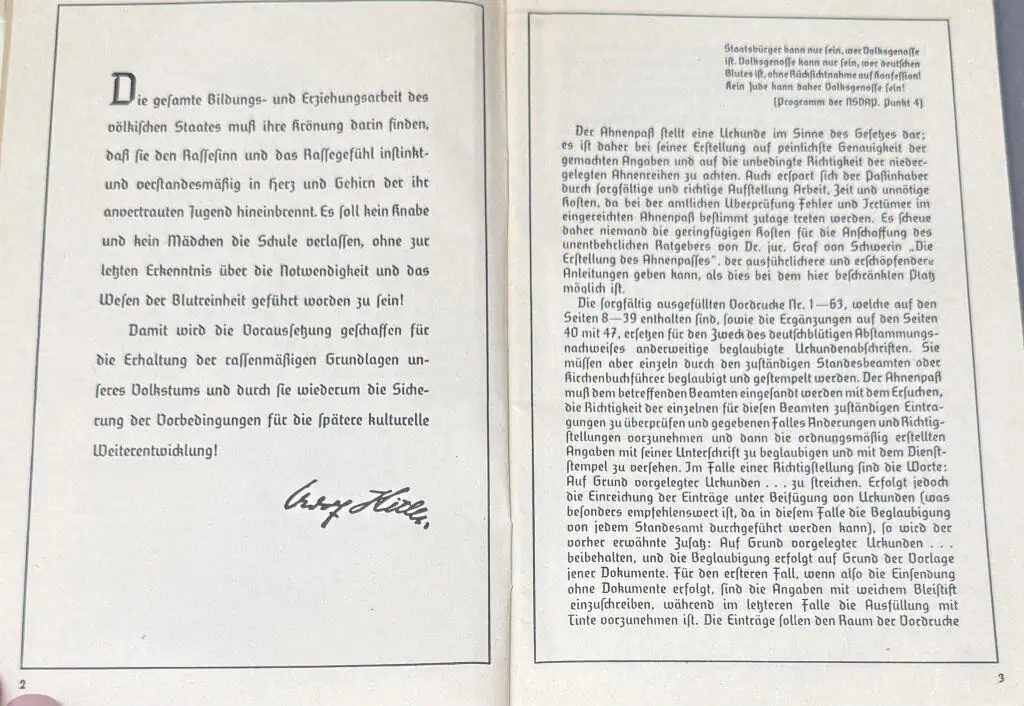 Die gesamte Bildungs- und Erziehungsarbeit des
völkischen Staates muß ihre Krönung darin finden,
daß sie den Rassesinn und das Rassegefühl instinkt-
und verstandesmäßig in Herz und Gehirn der ihr
anvertrauten Jugend hineinbrennt. Es soll kein Knabe
und kein Mädchen die Schule verlassen, ohne zur
letzten Erkenntnis über die Notwendigkeit und das
Wesen der Blutreinheit geführt worden zu sein!
Damit wird die Voraussetzung geschaffen für
die Erhaltung der rassenmäßigen Grundlagen un-
seres Volkstums und durch sie wiederum die Siche-
rung der Vorbedingungen für die spätere kulturelle
Weiterentwicklung!
Adolf Hitler.
2
Staatsbürger kann nur sein, wer Volksgenosse
ist. Volksgenosse kann nur sein, wer deutschen
Blutes ist, ohne Rücksichtnahme auf Konfession!
Kein Jude kann daher Volksgenosse sein!
(Programm der NSDAP. Punkt 4)
Der Ahnenpaß stellt eine Urkunde im Sinne des Gesetzes dar;
es ist daher bei seiner Erstellung auf peinlichste Genauigkeit der
gemachten Angaben und auf die unbedingte Richtigkeit der nieder-
gelegten Ahnenreihen zu achten. Auch erspart sich der Paßinhaber
durch sorgfältige und richtige Aufstellung Arbeit, Zeit und unnötige
Kosten, da bei der amtlichen Überprüfung Fehler und Irrtümer im
eingereichten Ahnenpaß bestimmt zutage treten werden. Es scheue
daher niemand die geringfügigen Kosten für die Anschaffung des
unentbehrlichen Ratgebers von Dr. jur. Graf von Schwerin „Die
Erstellung des Ahnenpasses“, der ausführlichere und erschöpfendere
Anleitungen geben kann, als dies bei dem hier beschränkten Platz
möglich ist.
Die sorgfältig ausgefüllten Vordrucke Nr. 1—63, welche auf den
Seiten 8—39 enthalten sind, sowie die Ergänzungen auf den Seiten
40 mit 47, ersetzen für den Zweck des deutschblütigen Abstammungs-
nachweises anderweitige beglaubigte Urkundenabschriften. Sie
müssen aber einzeln durch den zuständigen Standesbeamten oder
Kirchenbuchführer beglaubigt und gestempelt werden. Der Ahnenpaß
muß dem betreffenden Beamten eingesandt werden mit dem Ersuchen,
die Richtigkeit der einzelnen für diesen Beamten zuständigen Eintra-
gungen zu überprüfen und gegebenen Falles Änderungen und Richtig-
stellungen vorzunehmen und dann die ordnungsmäßig erstellten
Angaben mit seiner Unterschrift zu beglaubigen und mit dem Dienst-
stempel zu versehen. Im Falle einer Richtigstellung sind die Worte:
Auf Grund vorgelegter Urkunden . . . zu streichen. Erfolgt jedoch
die Einreichung der Einträge unter Beifügung von Urkunden (was
besonders empfehlenswert ist, da in diesem Falle die Beglaubigung
von jedem Standesamt durchgeführt werden kann), so wird der
vorher erwähnte Zusatz: Auf Grund vorgelegter Urkunden . . .
beibehalten, und die Beglaubigung erfolgt auf Grund der Vorlage
jener Dokumente. Für den ersteren Fall, wenn also die Einsendung
ohne Dokumente erfolgt, sind die Angaben mit weichem Bleistift
einzuschreiben, während im letzteren Falle die Ausfüllung mit
Tinte vorzunehmen ist. Die Einträge sollen den Raum der Vordrucke
3